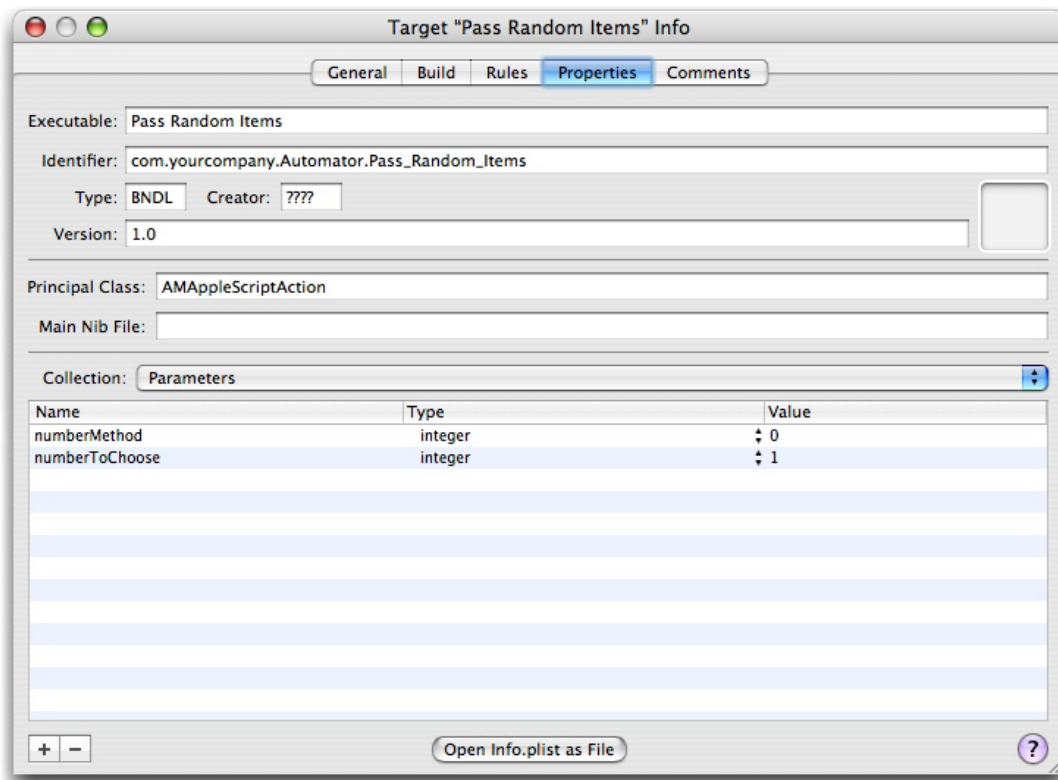 Target “Pass Random Items” Info
General Build Rules Properties Comments
Executable: Pass Random Items
Identifier: com.yourcompany.Automator.Pass_Random_Items
Type: BNDL Creator: ????
Version: 1.0
Principal Class: AMAppleScriptAction
Main Nib File:
Collection: Parameters
Name Type Value
numberMethod integer 0
numberToChoose integer 1
+ − Open Info.plist as File ?